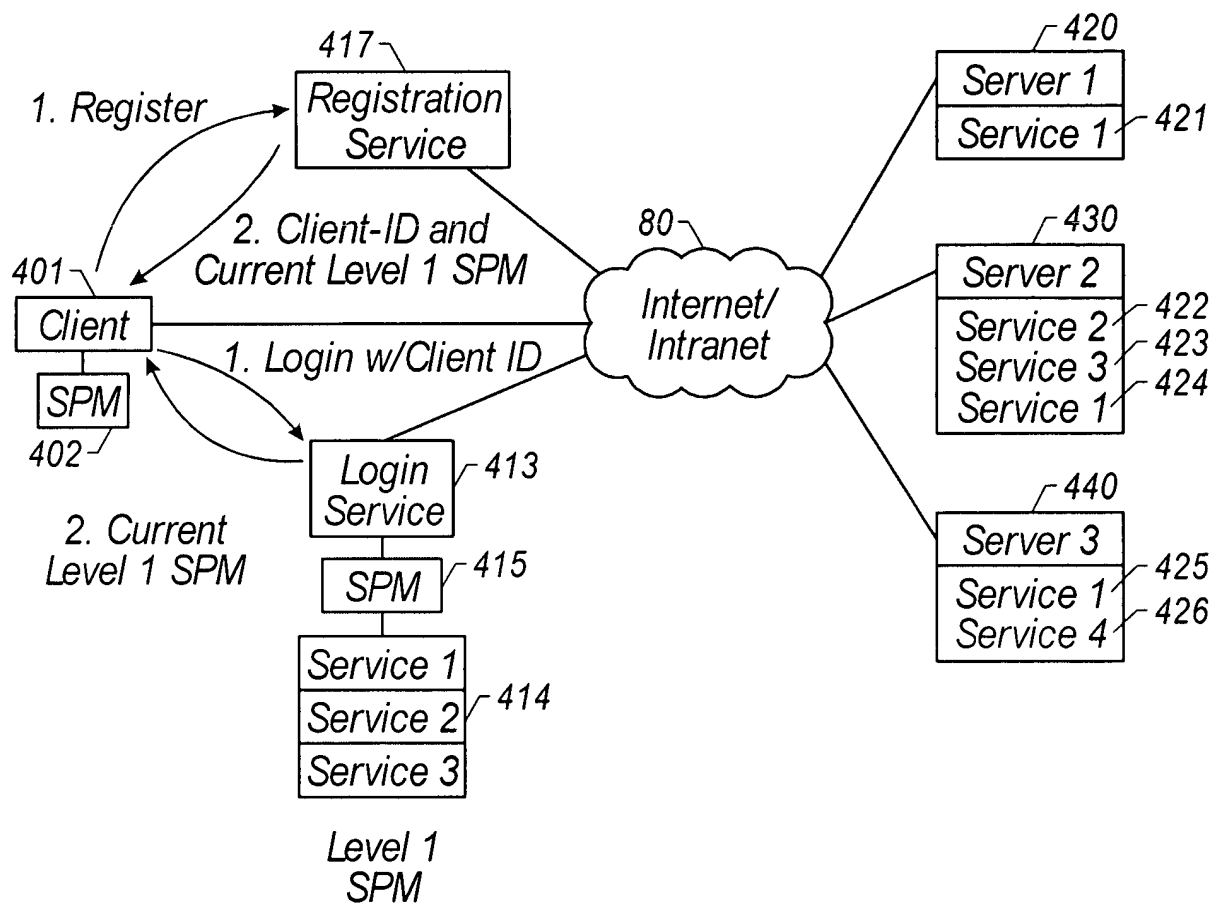 417
Registration
Service
1. Register
2. Client-ID and
Current Level 1 SPM
401
Client
SPM
402
1. Login w/Client ID
2. Current
Level 1 SPM
Login
Service
413
SPM
415
Service 1
Service 2
Service 3
414
Level 1
SPM
80
Internet/
Intranet
420
Server 1
Service 1
421
430
Server 2
Service 2
422
Service 3
423
Service 1
424
440
Server 3
Service 1
425
Service 4
426